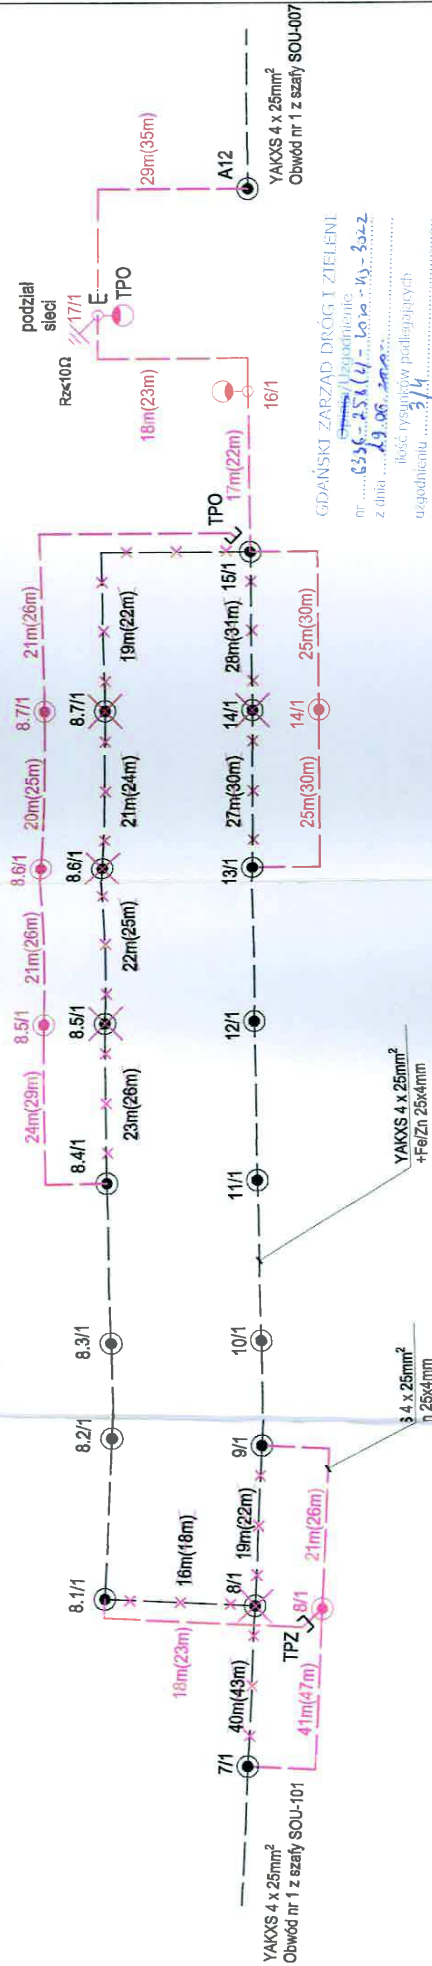 podział
sieci
17/1
Rz≤10Ω
E
TPO
29m(35m)
A12
YAKXS 4 x 25mm²
Obwód nr 1 z szafy SOU-007
18m(23m)
16/1
17m(22m)
TPO
15/1
21m(26m)
8.7/1
20m(25m)
8.6/1
21m(26m)
8.5/1
24m(29m)
19m(22m)
8.7/1
21m(24m)
8.6/1
22m(25m)
8.5/1
23m(26m)
8.4/1
8.3/1
8.2/1
8.1/1
28m(31m)
14/1
27m(30m)
13/1
25m(30m)
14/1
25m(30m)
12/1
11/1
10/1
9/1
YAKXS 4 x 25mm²
+Fe/Zn 25x4mm
16m(18m)
18m(23m)
19m(22m)
8/1
40m(43m)
7/1
TPZ
8/1
21m(26m)
41m(47m)
4 x 25mm²
25x4mm
YAKXS 4 x 25mm²
Obwód nr 1 z szafy SOU-101
GDAŃSKI ZARZĄD DRÓG I ZIELENI
/Uzgodnienie
nr
z dnia
ilość rysunków podlegających
uzgodnieniu 3/4